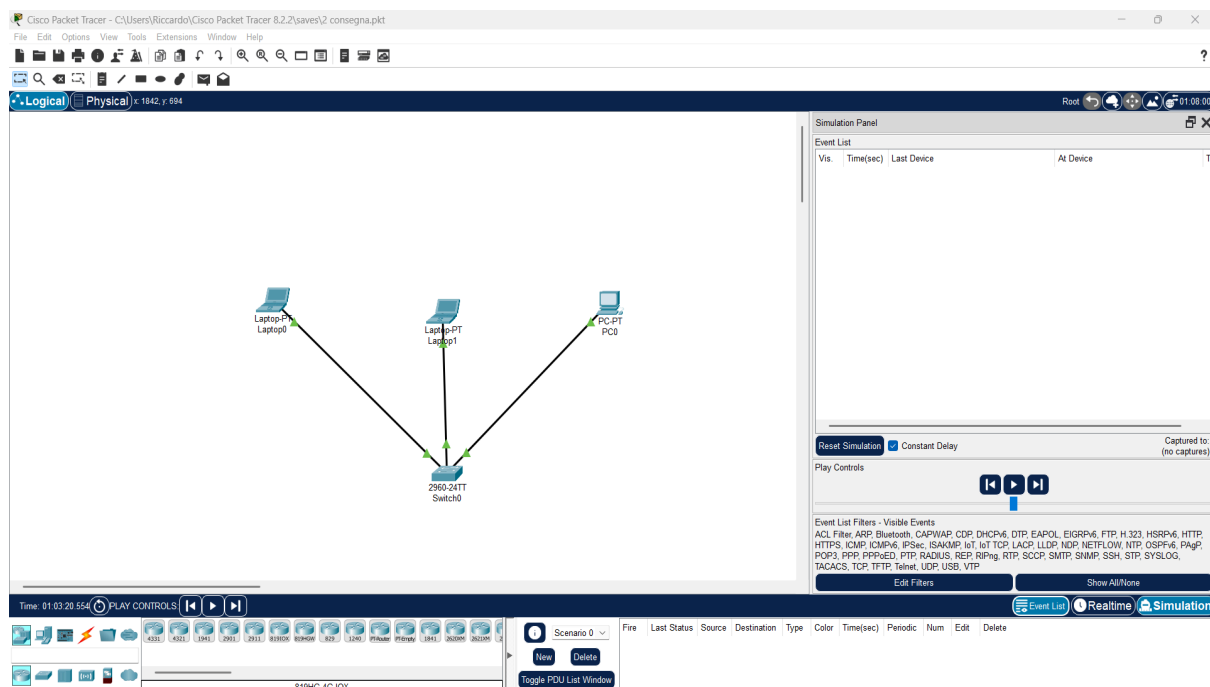 Cisco Packet Tracer - C:\Users\Riccardo\Cisco Packet Tracer 8.2.2\saves\2 consegna.pkt
File Edit Options View Tools Extensions Window Help
?
Logical Physical x: 1842, y: 694
Root 01:08:00
Simulation Panel
Event List
Vis. Time(sec) Last Device At Device T
Laptop-PT
Laptop0
Laptop-PT
Laptop1
PC-PT
PC0
2960-24TT
Switch0
Reset Simulation Constant Delay
Captured to:
(no captures)
Play Controls
Event List Filters - Visible Events
ACL Filter, ARP, Bluetooth, CAPWAP, CDP, DHCPv6, DTP, EAPOL, EIGRPv6, FTP, H.323, HSRPv6, HTTP,
HTTPS, ICMP, ICMPv6, IPSec, ISAKMP, IoT, IoT TCP, LACP, LLDP, NDP, NETFLOW, NTP, OSPFv6, PAgP,
POP3, PPP, PPPoED, PTP, RADIUS, REP, RIPng, RTP, SCCP, SMTP, SNMP, SSH, STP, SYSLOG,
TACACS, TCP, TFTP, Telnet, UDP, USB, VTP
Edit Filters Show All/None
Time: 01:03:20.554 PLAY CONTROLS:
Event List Realtime Simulation
4331 4321 1941 2901 2911 819IOX 819HGW 829 1240 PT-Router PT-Empty 1841 2620XM 2621XM 2
Scenario 0
New Delete
Toggle PDU List Window
Fire Last Status Source Destination Type Color Time(sec) Periodic Num Edit Delete